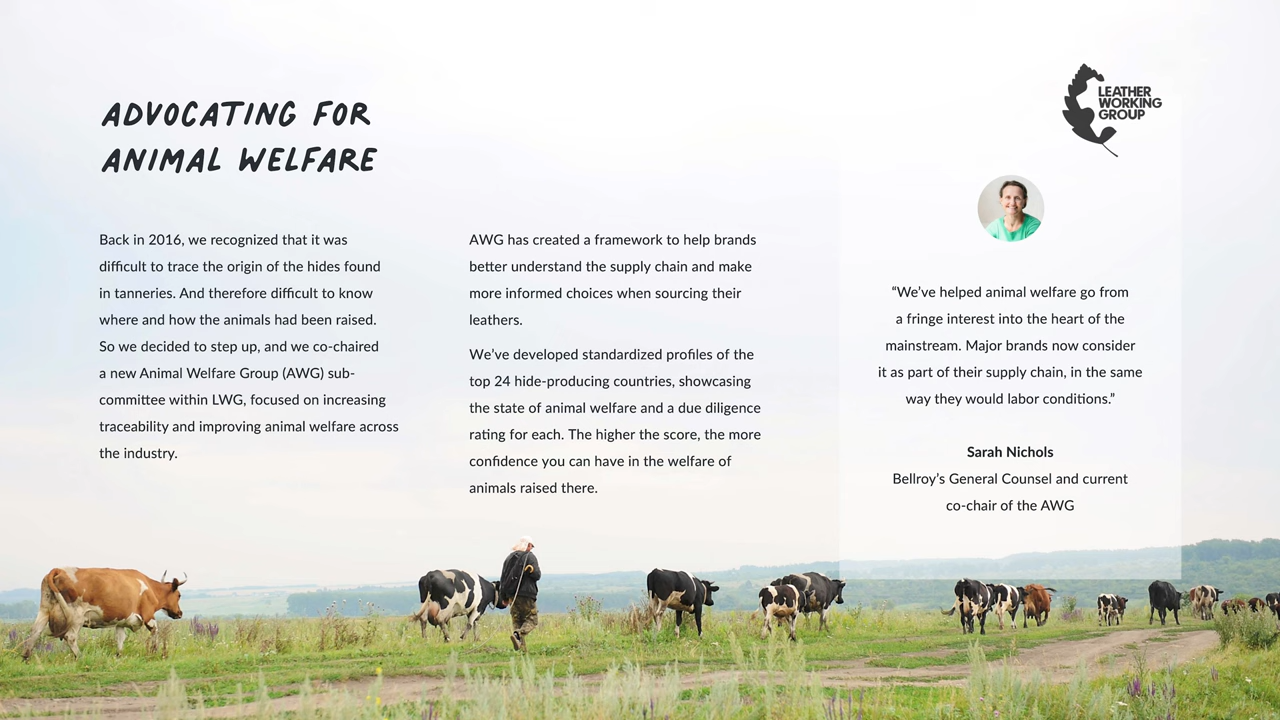 ADVOCATING FOR
ANIMAL WELFARE
Back in 2016, we recognized that it was
difficult to trace the origin of the hides found
in tanneries. And therefore difficult to know
where and how the animals had been raised.
So we decided to step up, and we co-chaired
a new Animal Welfare Group (AWG) sub-
committee within LWG, focused on increasing
traceability and improving animal welfare across
the industry.
AWG has created a framework to help brands
better understand the supply chain and make
more informed choices when sourcing their
leathers.
We’ve developed standardized profiles of the
top 24 hide-producing countries, showcasing
the state of animal welfare and a due diligence
rating for each. The higher the score, the more
confidence you can have in the welfare of
animals raised there.
LEATHER
WORKING
GROUP
“We’ve helped animal welfare go from
a fringe interest into the heart of the
mainstream. Major brands now consider
it as part of their supply chain, in the same
way they would labor conditions.”
Sarah Nichols
Bellroy’s General Counsel and current
co-chair of the AWG